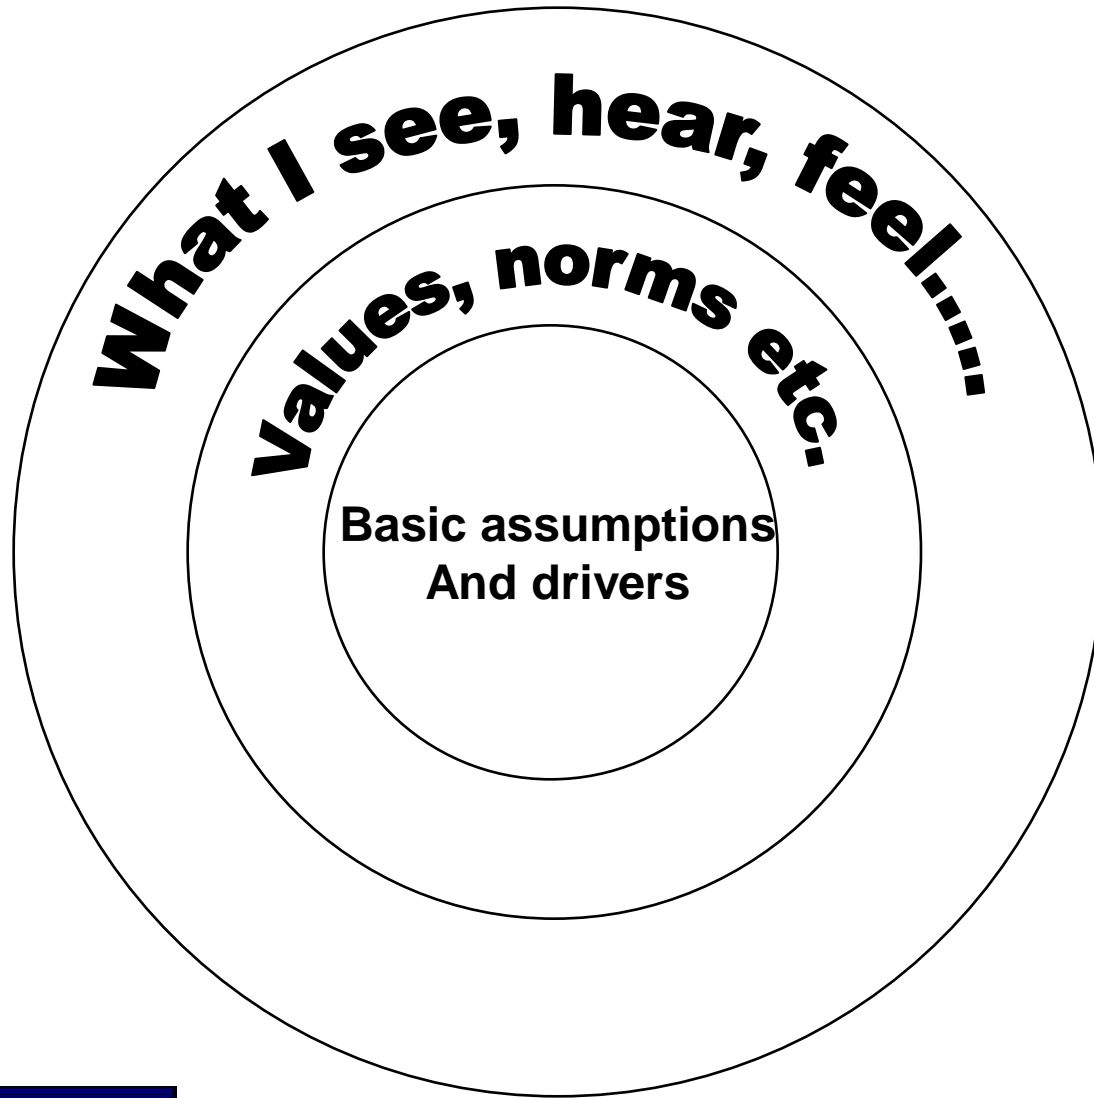 What I see, hear, feel.....
Values, norms etc.
Basic assumptions
And drivers